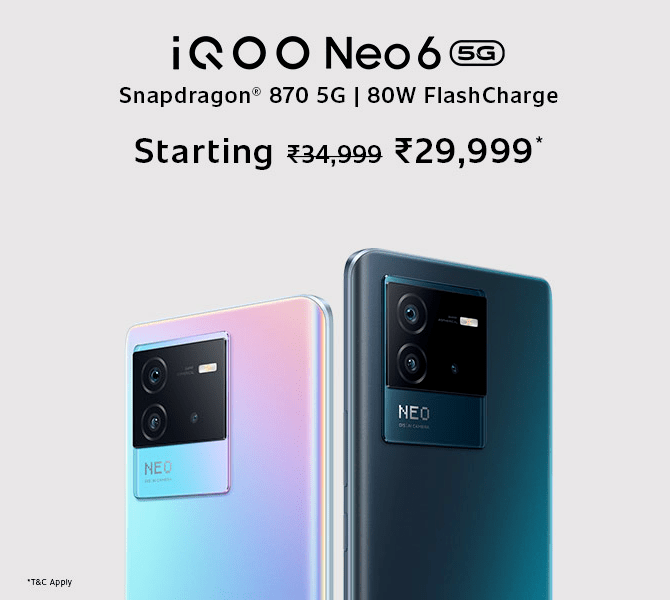 iQOO Neo6 5G
Snapdragon® 870 5G | 80W FlashCharge
Starting ₹34,999 ₹29,999*
NEO
NEO
*T&C Apply